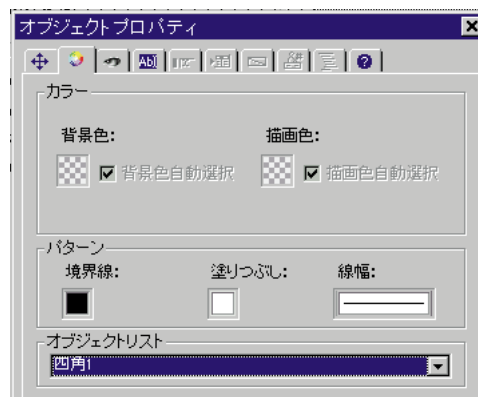 オブジェクトプロパティ
カラー
背景色: 描画色:
背景色自動選択 描画色自動選択
パターン
境界線: 塗りつぶし: 線幅:
オブジェクトリスト
四角1